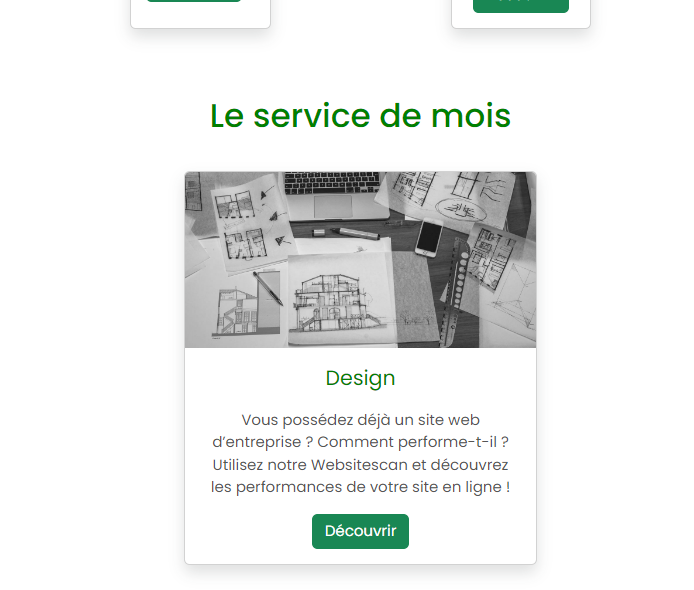 Le service de mois
Design
Vous possédez déjà un site web
d’entreprise ? Comment performe-t-il ?
Utilisez notre Websitescan et découvrez
les performances de votre site en ligne !
Découvrir